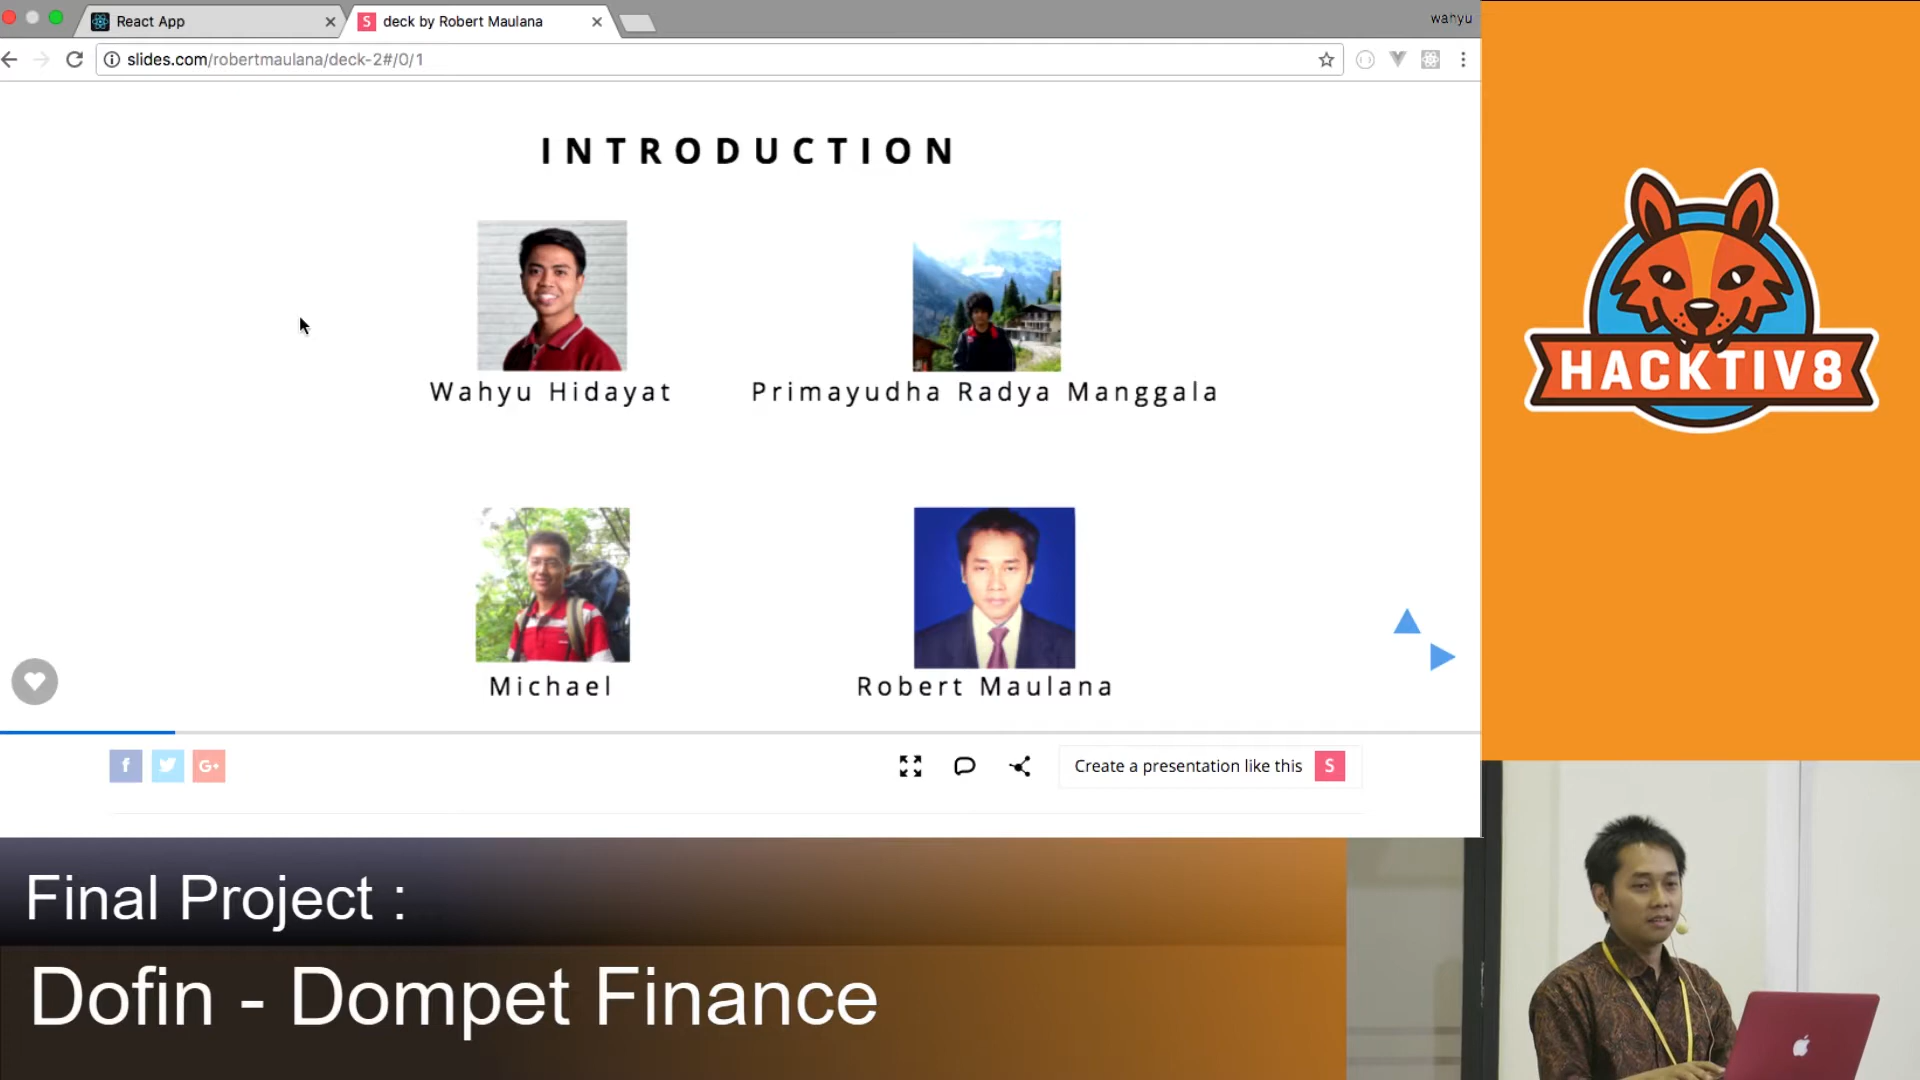 React App
deck by Robert Maulana
wahyu
slides.com/robertmaulana/deck-2#/0/1
INTRODUCTION
Wahyu Hidayat
Primayudha Radya Manggala
Michael
Robert Maulana
Create a presentation like this S
HACKTIV8
Final Project :
Dofin - Dompet Finance